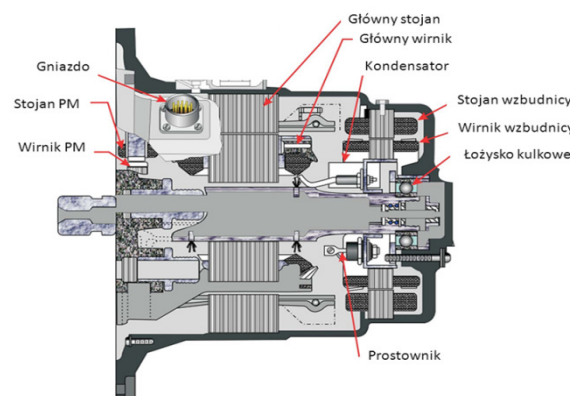 Główny stojan
Główny wirnik
Gniazdo
Kondensator
Stojan PM
Stojan wzbudnicy
Wirnik PM
Wirnik wzbudnicy
Łożysko kulkowe
Prostownik